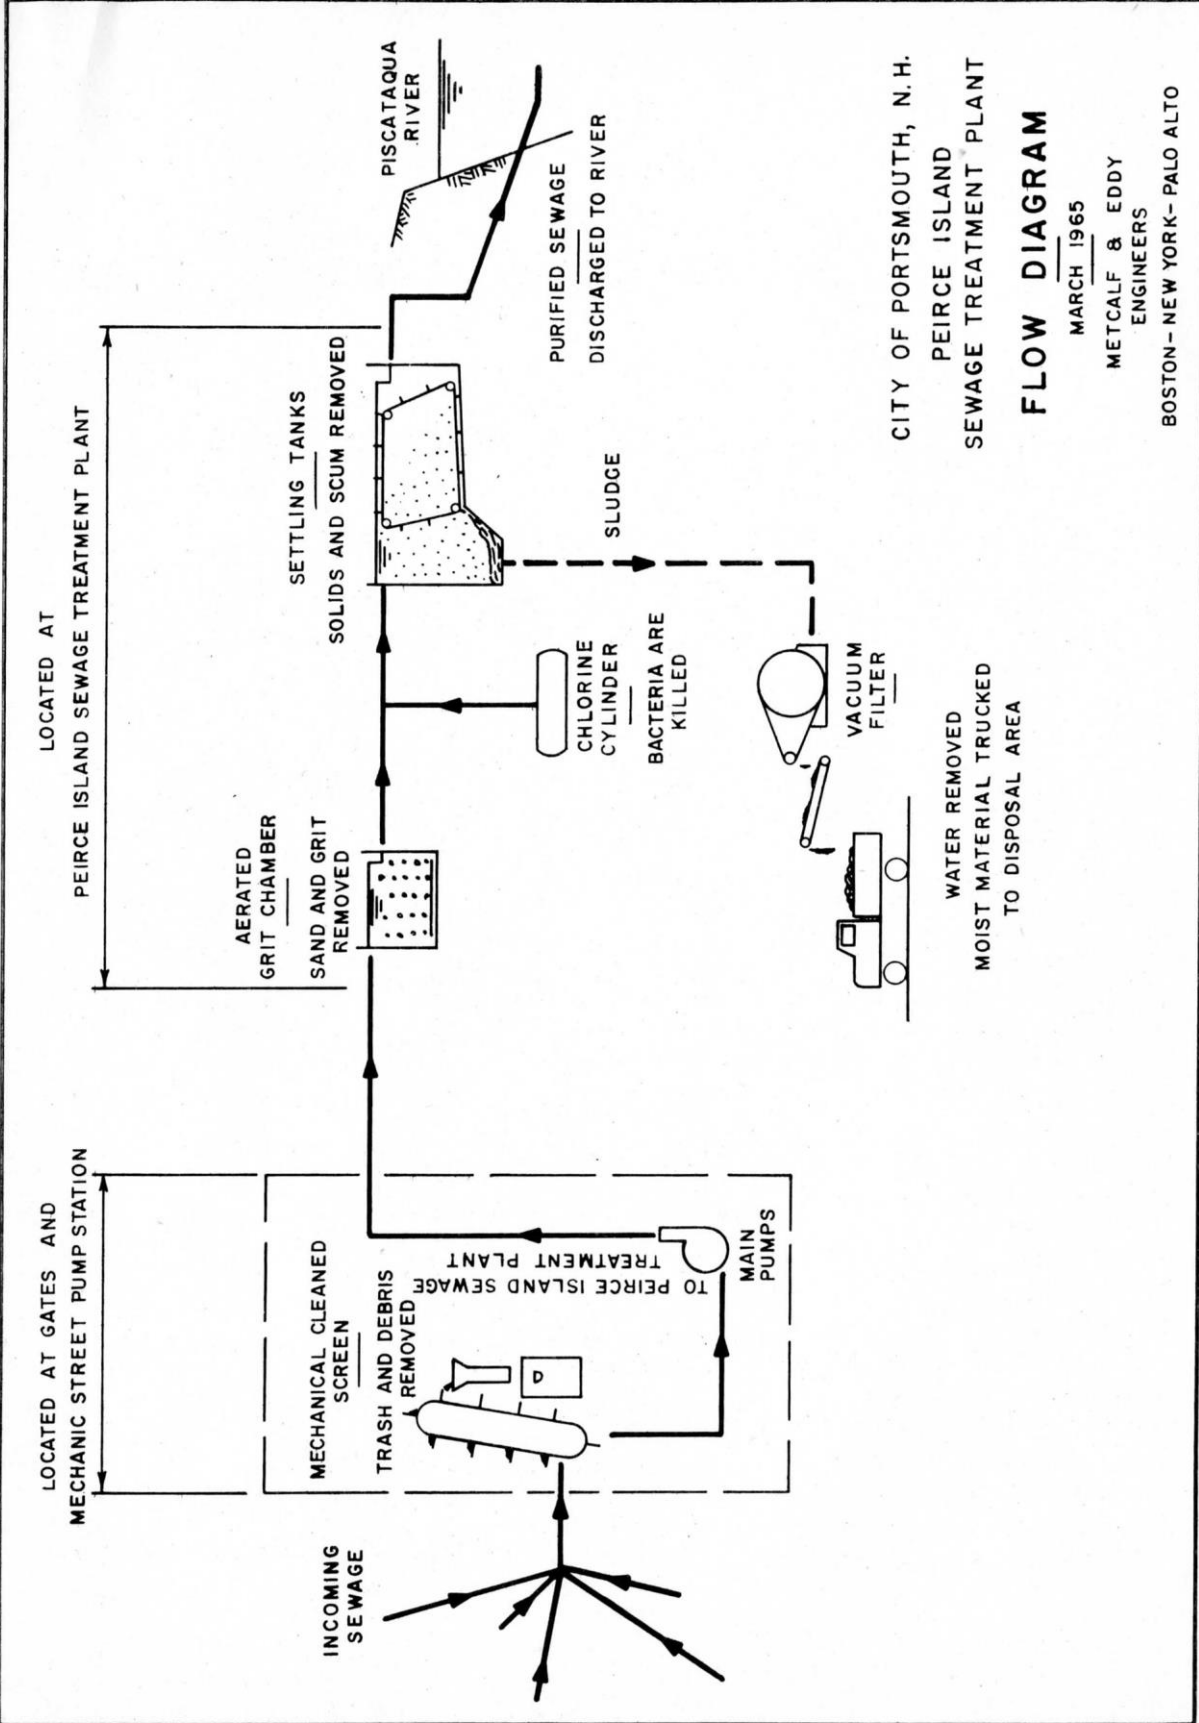 LOCATED AT GATES AND
MECHANIC STREET PUMP STATION
LOCATED AT
PEIRCE ISLAND SEWAGE TREATMENT PLANT
INCOMING
SEWAGE
MECHANICAL CLEANED
SCREEN
TRASH AND DEBRIS
REMOVED
D
TO PEIRCE ISLAND SEWAGE
TREATMENT PLANT
MAIN
PUMPS
AERATED
GRIT CHAMBER
SAND AND GRIT
REMOVED
CHLORINE
CYLINDER
BACTERIA ARE
KILLED
SETTLING TANKS
SOLIDS AND SCUM REMOVED
SLUDGE
PISCATAQUA
RIVER
PURIFIED SEWAGE
DISCHARGED TO RIVER
VACUUM
FILTER
WATER REMOVED
MOIST MATERIAL TRUCKED
TO DISPOSAL AREA
CITY OF PORTSMOUTH, N.H.
PEIRCE ISLAND
SEWAGE TREATMENT PLANT
FLOW DIAGRAM
MARCH 1965
METCALF & EDDY
ENGINEERS
BOSTON-NEW YORK-PALO ALTO